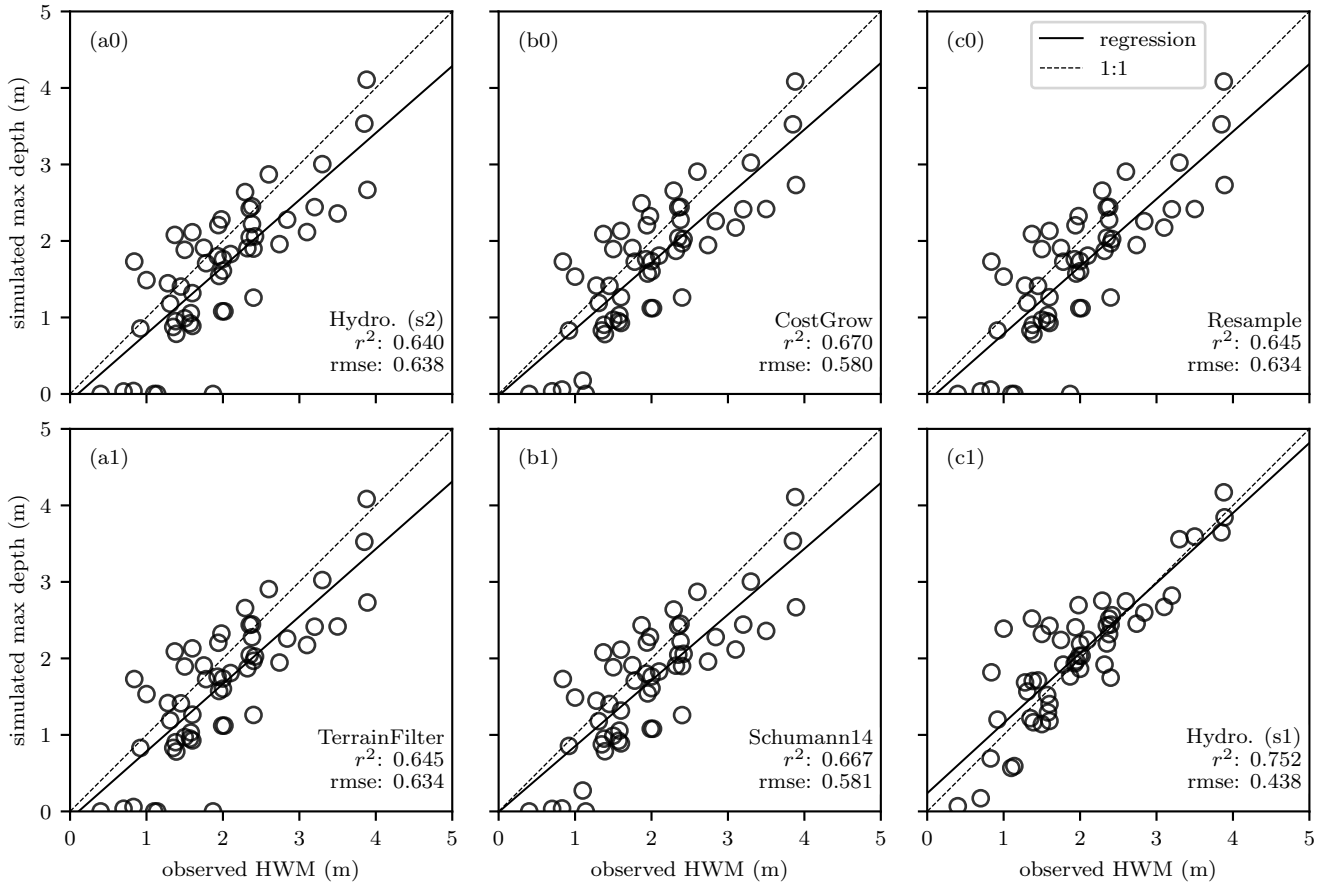 (a0)
Hydro. (s2)
r²: 0.640
rmse: 0.638
simulated max depth (m)
5
4
3
2
1
0
0
1
2
3
4
5
(b0)
CostGrow
r²: 0.670
rmse: 0.580
0
1
2
3
4
5
(c0)
regression
1:1
Resample
r²: 0.645
rmse: 0.634
0
1
2
3
4
5
(a1)
TerrainFilter
r²: 0.645
rmse: 0.634
simulated max depth (m)
5
4
3
2
1
0
0
1
2
3
4
5
observed HWM (m)
(b1)
Schumann14
r²: 0.667
rmse: 0.581
0
1
2
3
4
5
observed HWM (m)
(c1)
Hydro. (s1)
r²: 0.752
rmse: 0.438
0
1
2
3
4
5
observed HWM (m)